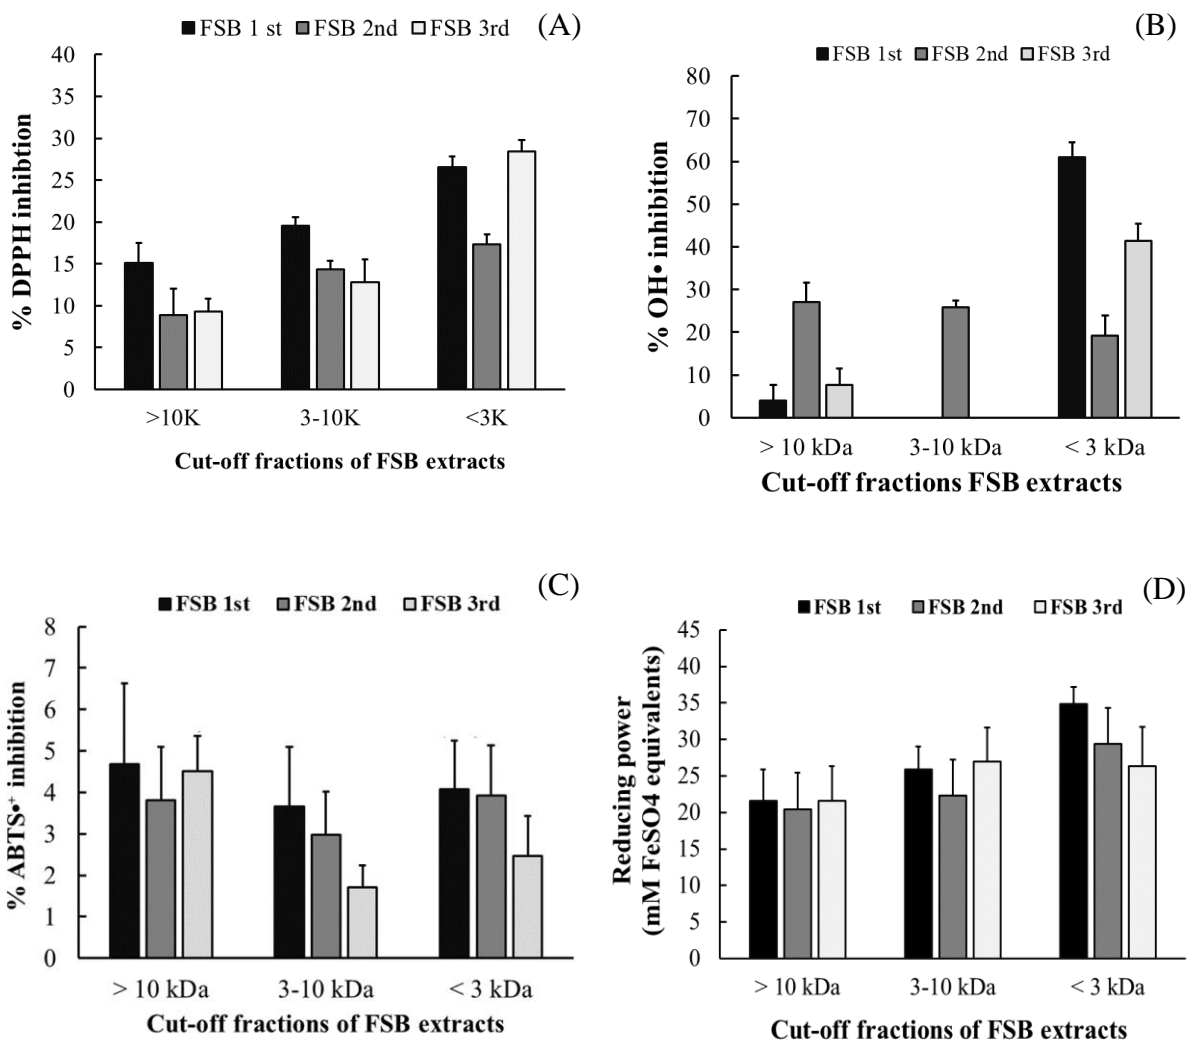 FSB 1 st FSB 2nd FSB 3rd (A)
40
35
30
25
20
15
10
5
0
% DPPH inhibtion
>10K 3-10K <3K
Cut-off fractions of FSB extracts
(B)
FSB 1st FSB 2nd FSB 3rd
80
70
60
50
40
30
20
10
0
% OH• inhibition
> 10 kDa 3-10 kDa < 3 kDa
Cut-off fractions FSB extracts
(C)
FSB 1st FSB 2nd FSB 3rd
8
7
6
5
4
3
2
1
0
% ABTS•+ inhibition
> 10 kDa 3-10 kDa < 3 kDa
Cut-off fractions of FSB extracts
(D)
FSB 1st FSB 2nd FSB 3rd
45
40
35
30
25
20
15
10
5
0
Reducing power
(mM FeSO4 equivalents)
> 10 kDa 3-10 kDa < 3 kDa
Cut-off fractions of FSB extracts